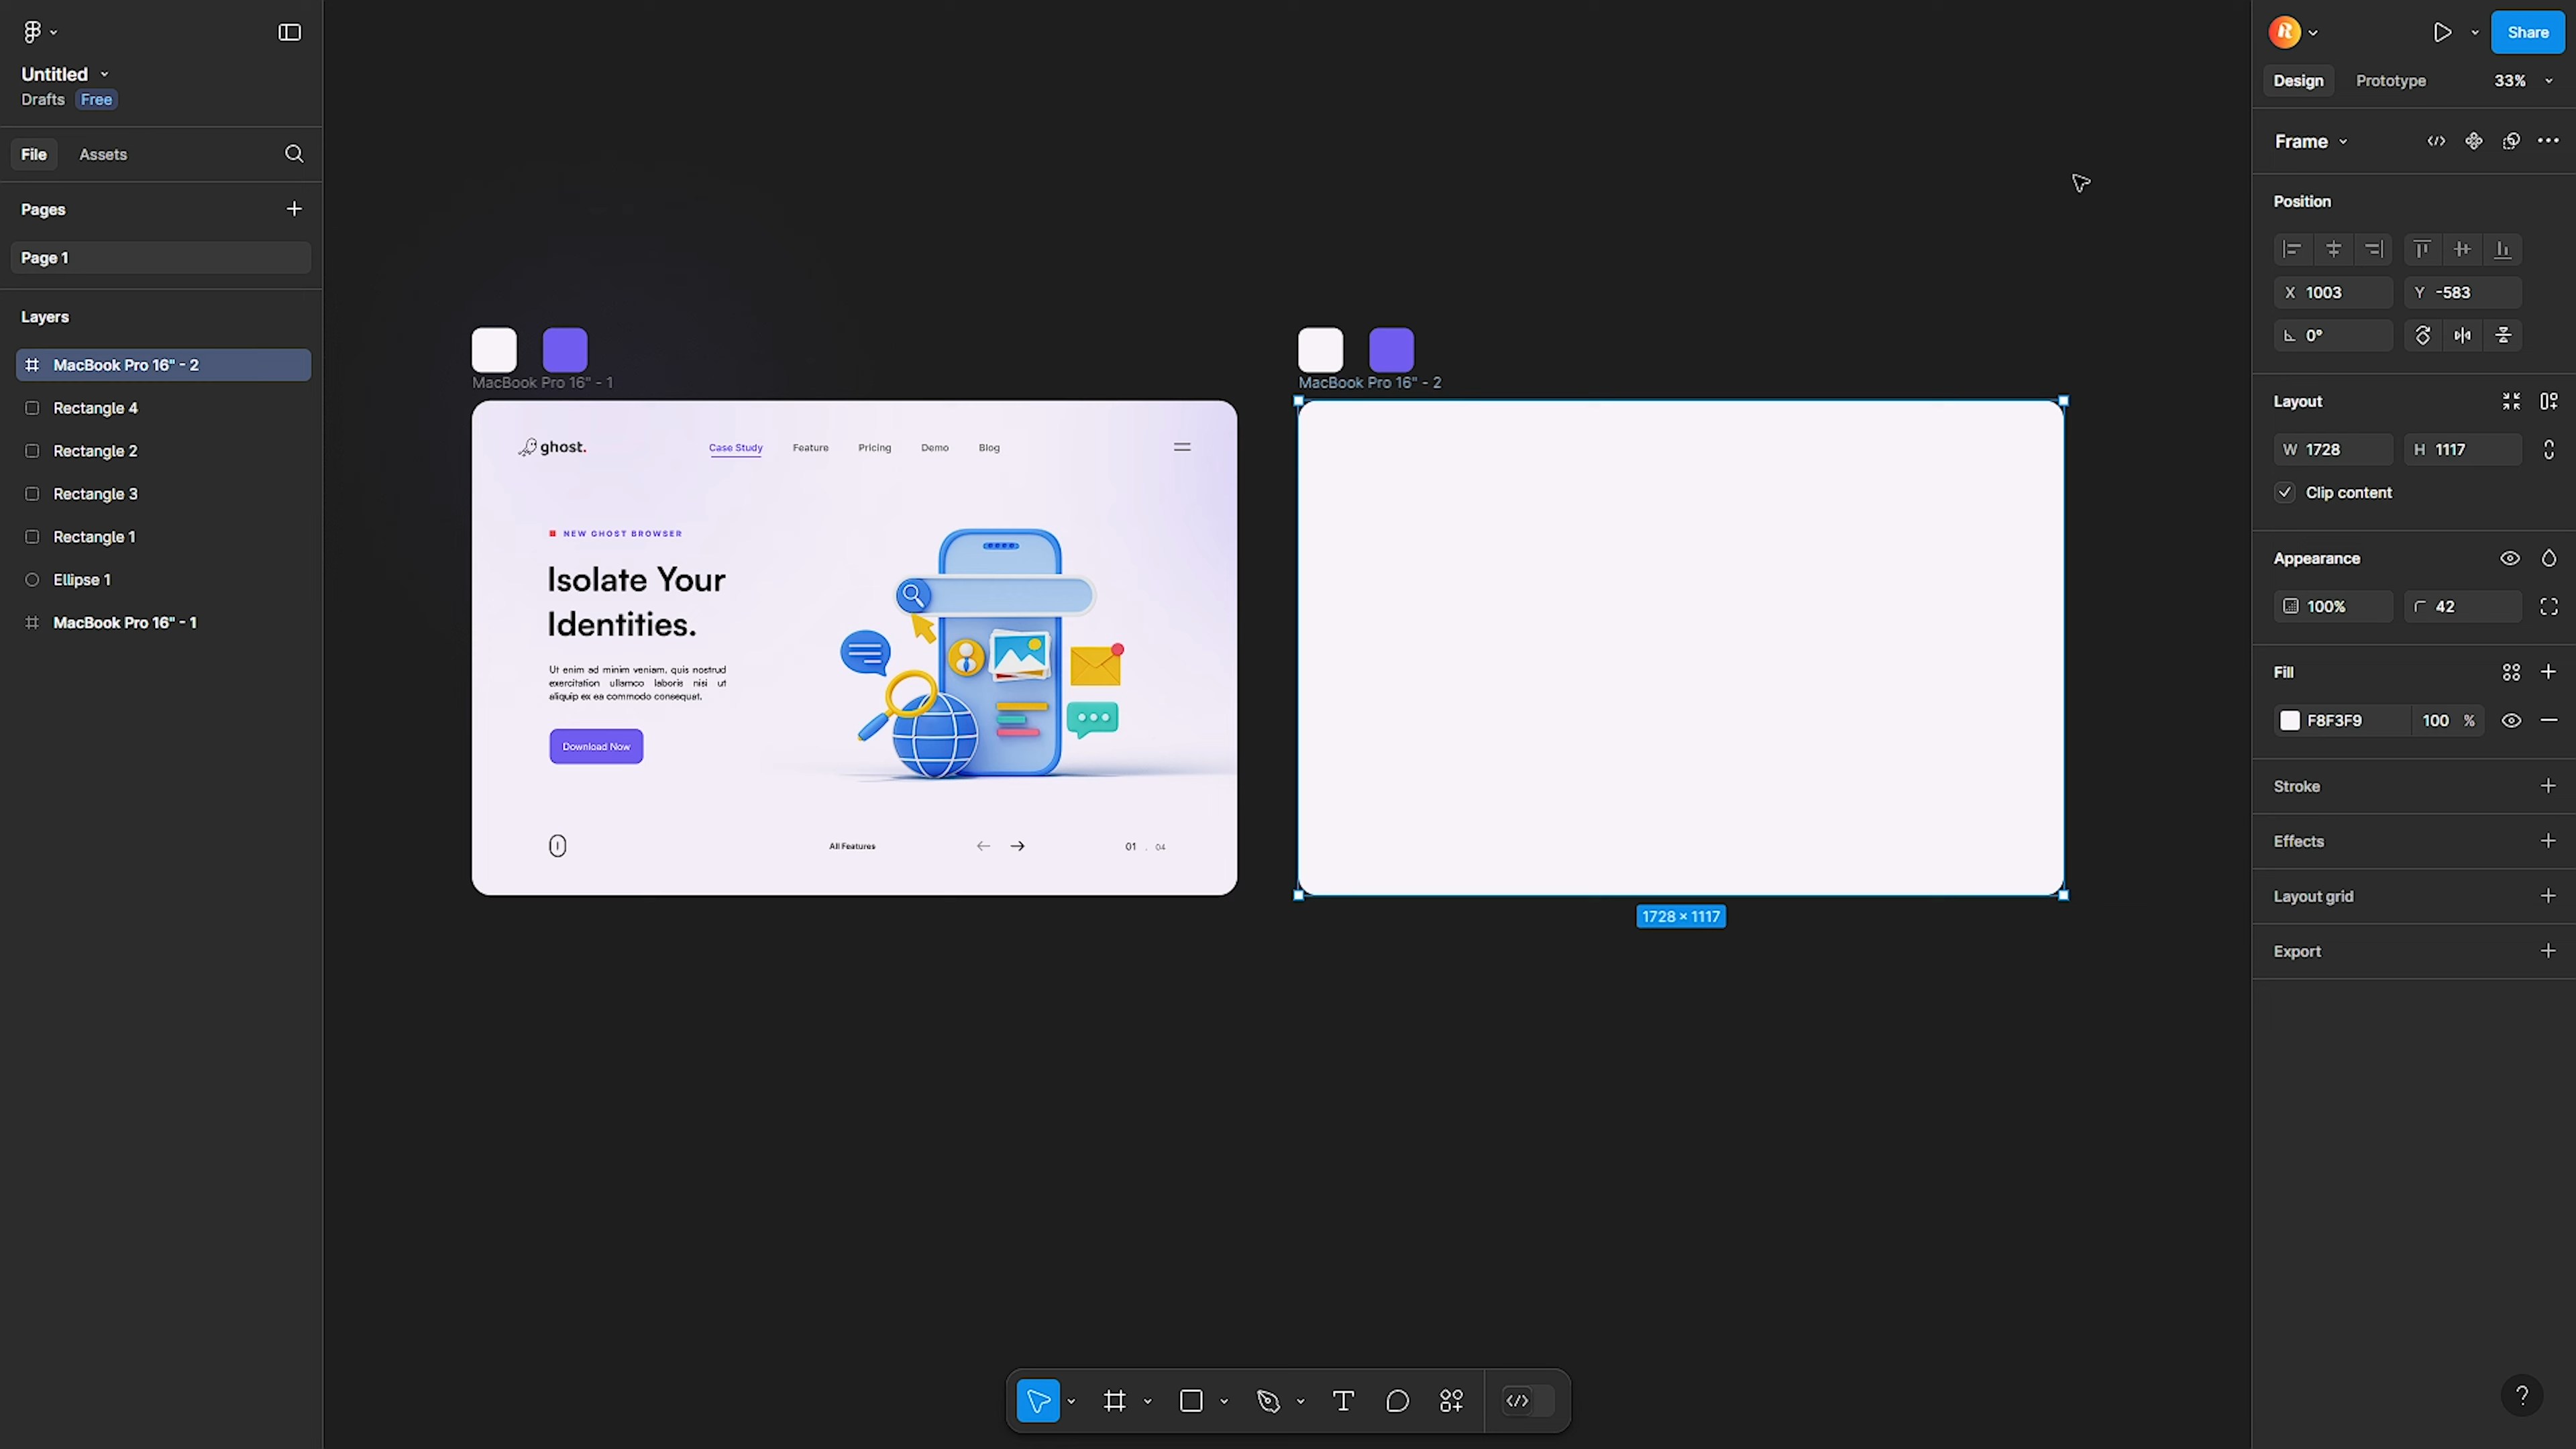 Untitled
Drafts Free
File Assets
Pages
Page 1
Layers
MacBook Pro 16" - 2
Rectangle 4
Rectangle 2
Rectangle 3
Rectangle 1
Ellipse 1
MacBook Pro 16" - 1
MacBook Pro 16" - 1
ghost.
Case Study Feature Pricing Demo Blog
NEW GHOST BROWSER
Isolate Your
Identities.
Ut enim ad minim veniam, quis nostrud
exercitation ullamco laboris nisi ut
aliquip ex ea commodo consequat.
Download Now
All Features
01 . 04
MacBook Pro 16" - 2
1728 × 1117
Share
Design Prototype 33%
Frame
Position
X 1003 Y -583
0°
Layout
W 1728 H 1117
Clip content
Appearance
100% 42
Fill
F8F3F9 100 %
Stroke
Effects
Layout grid
Export
?